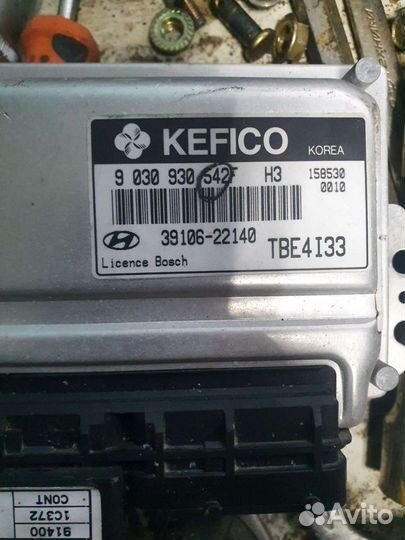 KEFICO KOREA
9 030 930 542F H3 158530
0010
39106-22140 TBE4I33
Licence Bosch
91400
1C372
CONT
Avito